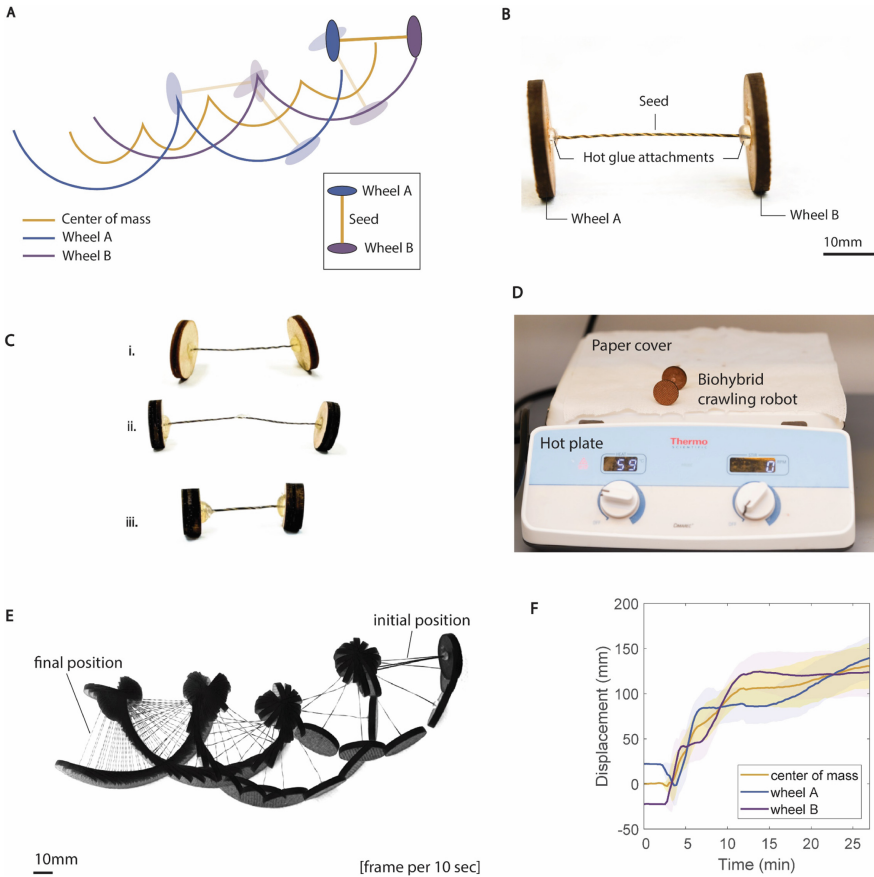 A
Center of mass
Wheel A
Wheel B
Wheel A
Seed
Wheel B
B
Seed
Hot glue attachments
Wheel A
Wheel B
10mm
C
i.
ii.
iii.
D
Paper cover
Biohybrid
crawling robot
Hot plate
Thermo
SCIENTIFIC
59
0
E
initial position
final position
10mm
[frame per 10 sec]
F
200
150
100
50
0
-50
Displacement (mm)
center of mass
wheel A
wheel B
0
5
10
15
20
25
Time (min)